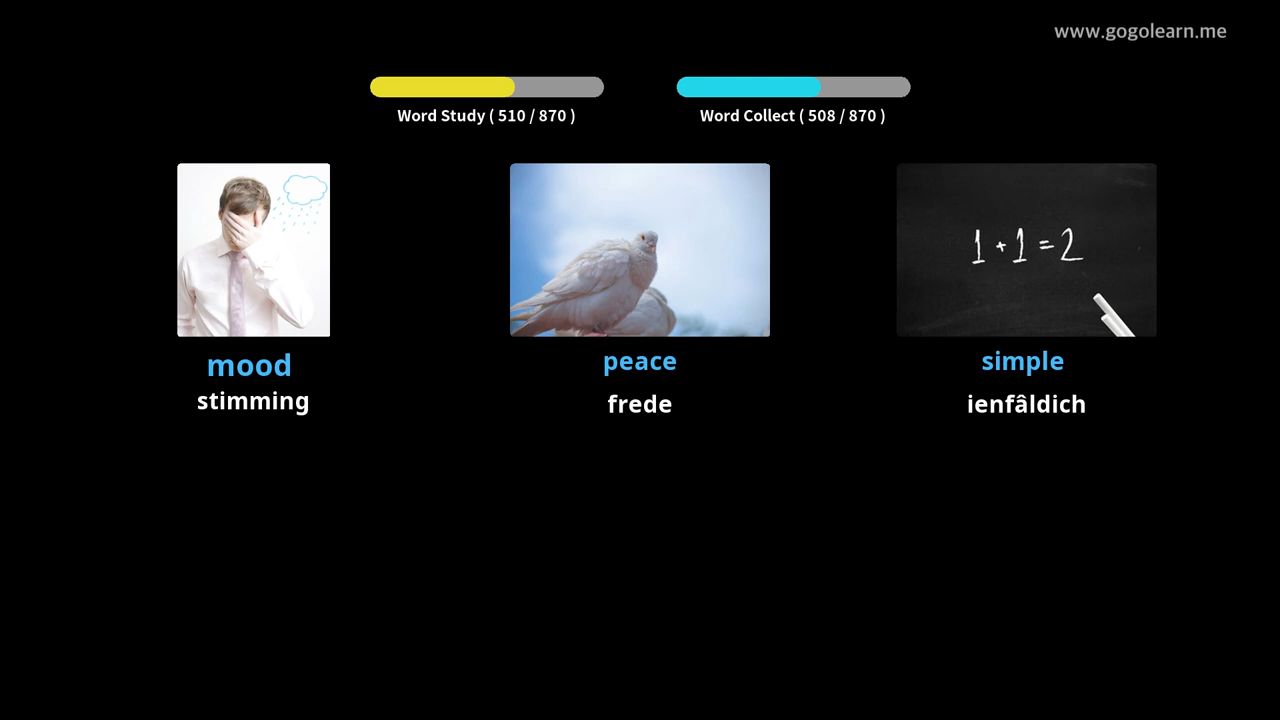 www.gogolearn.me
Word Study ( 510 / 870 )
Word Collect ( 508 / 870 )
1 + 1 = 2
mood
stimming
peace
frede
simple
ienfâldich